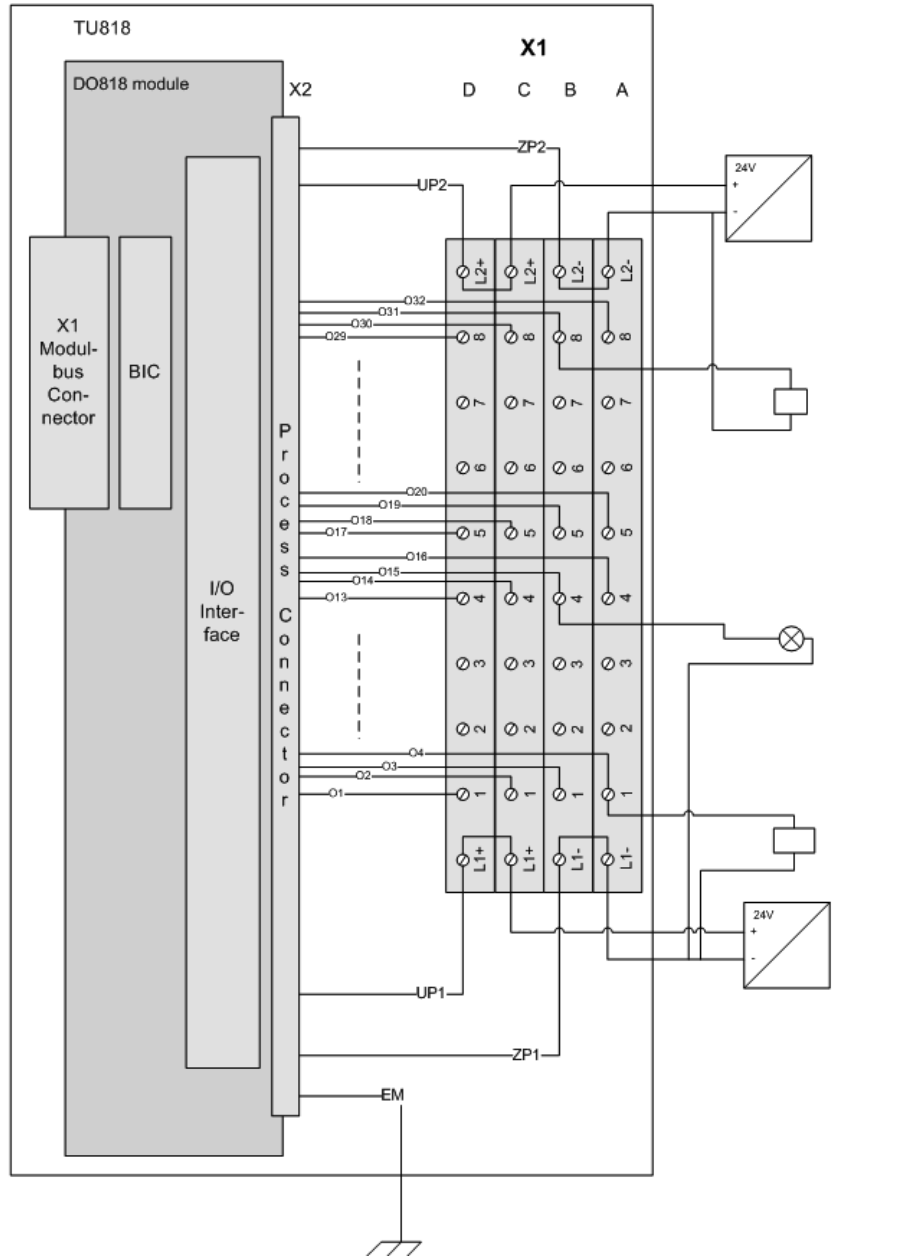 TU818
X1
DO818 module
X2
D C B A
ZP2
24V
+
-
UP2
L2+ L2+ L2- L2-
O32
O31
O30
O29
8 8 8 8
X1
Modul-
bus
Con-
nector
BIC
7 7 7 7
Process Connector
6 6 6 6
O20
O19
O18
O17
5 5 5 5
O16
O15
O14
O13
4 4 4 4
I/O
Inter-
face
3 3 3 3
2 2 2 2
O4
O3
O2
O1
1 1 1 1
L1+ L1+ L1- L1-
24V
+
-
UP1
ZP1
EM